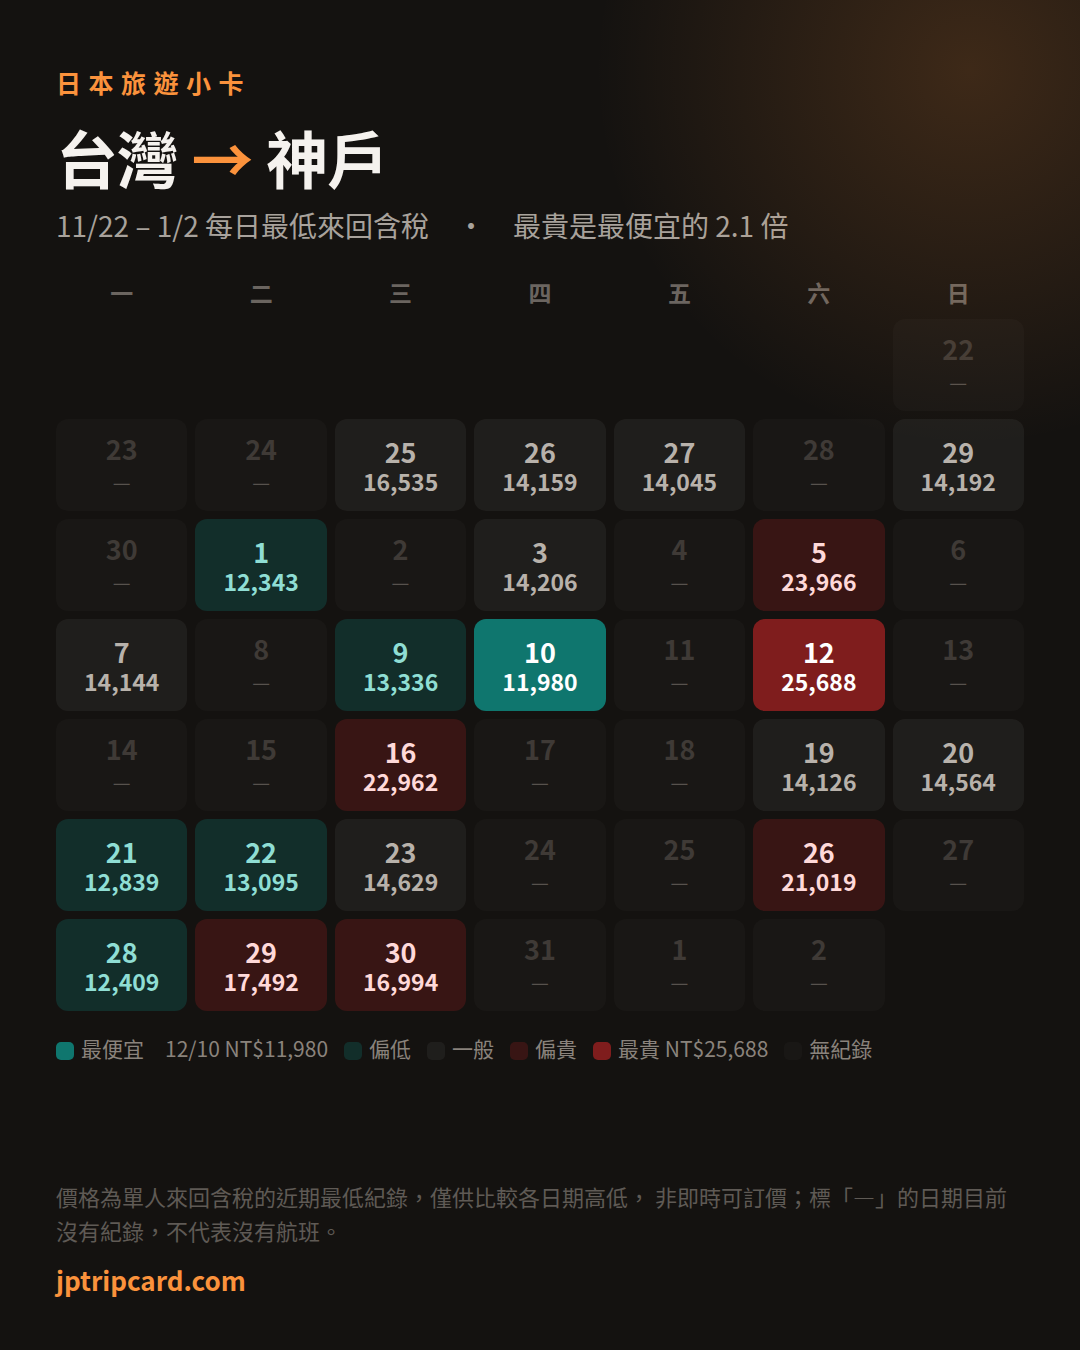 日本旅遊小卡
台灣 → 神戶
11/22 – 1/2 每日最低來回含稅 ・ 最貴是最便宜的 2.1 倍
一 二 三 四 五 六 日
22
—
23 24 25 26 27 28 29
— — 16,535 14,159 14,045 — 14,192
30 1 2 3 4 5 6
— 12,343 — 14,206 — 23,966 —
7 8 9 10 11 12 13
14,144 — 13,336 11,980 — 25,688 —
14 15 16 17 18 19 20
— — 22,962 — — 14,126 14,564
21 22 23 24 25 26 27
12,839 13,095 14,629 — — 21,019 —
28 29 30 31 1 2
12,409 17,492 16,994 — — —
最便宜 12/10 NT$11,980 偏低 一般 偏貴 最貴 NT$25,688 無紀錄
價格為單人來回含稅的近期最低紀錄，僅供比較各日期高低， 非即時可訂價；標「—」的日期目前
沒有紀錄，不代表沒有航班。
jptripcard.com